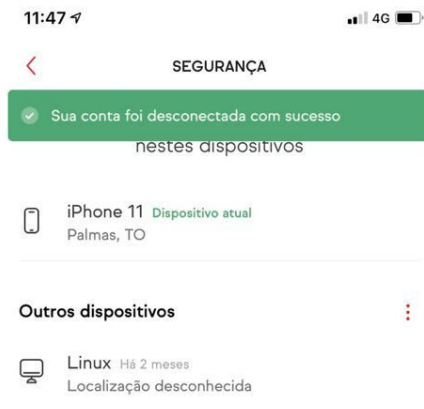 11:47
4G
SEGURANÇA
Sua conta foi desconectada com sucesso
nestes dispositivos
iPhone 11 Dispositivo atual
Palmas, TO
Outros dispositivos
Linux Há 2 meses
Localização desconhecida